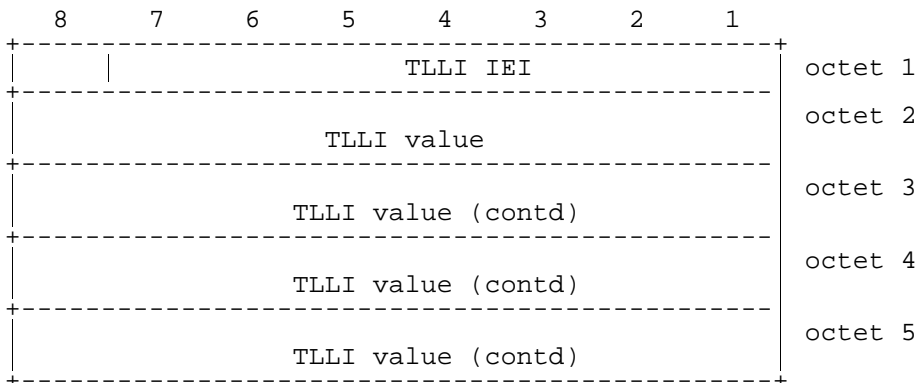 8 7 6 5 4 3 2 1
TLLI IEI octet 1
octet 2
TLLI value
octet 3
TLLI value (contd)
octet 4
TLLI value (contd)
octet 5
TLLI value (contd)